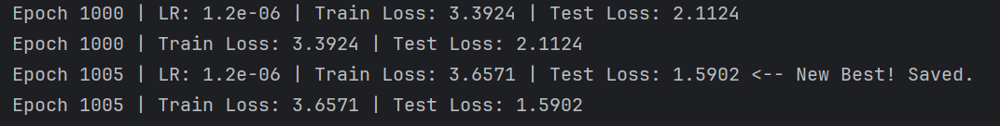 Epoch 1000 | LR: 1.2e-06 | Train Loss: 3.3924 | Test Loss: 2.1124
Epoch 1000 | Train Loss: 3.3924 | Test Loss: 2.1124
Epoch 1005 | LR: 1.2e-06 | Train Loss: 3.6571 | Test Loss: 1.5902 <-- New Best! Saved.
Epoch 1005 | Train Loss: 3.6571 | Test Loss: 1.5902